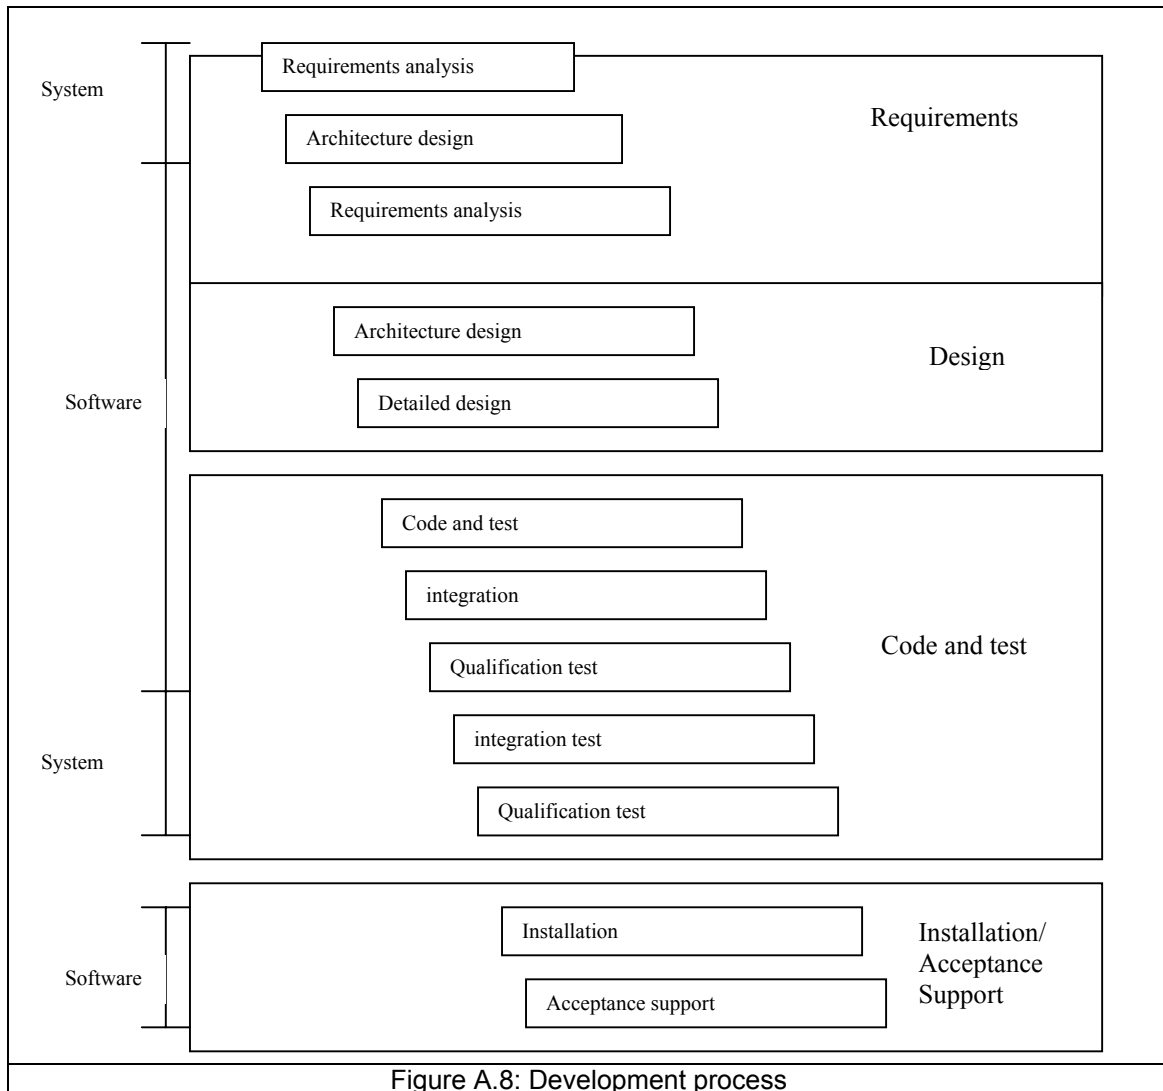 System
Requirements analysis
Requirements
Architecture design
Requirements analysis
Architecture design
Design
Software
Detailed design
Code and test
integration
Code and test
Qualification test
integration test
System
Qualification test
Installation
Installation/
Acceptance
Support
Software
Acceptance support
Figure A.8: Development process